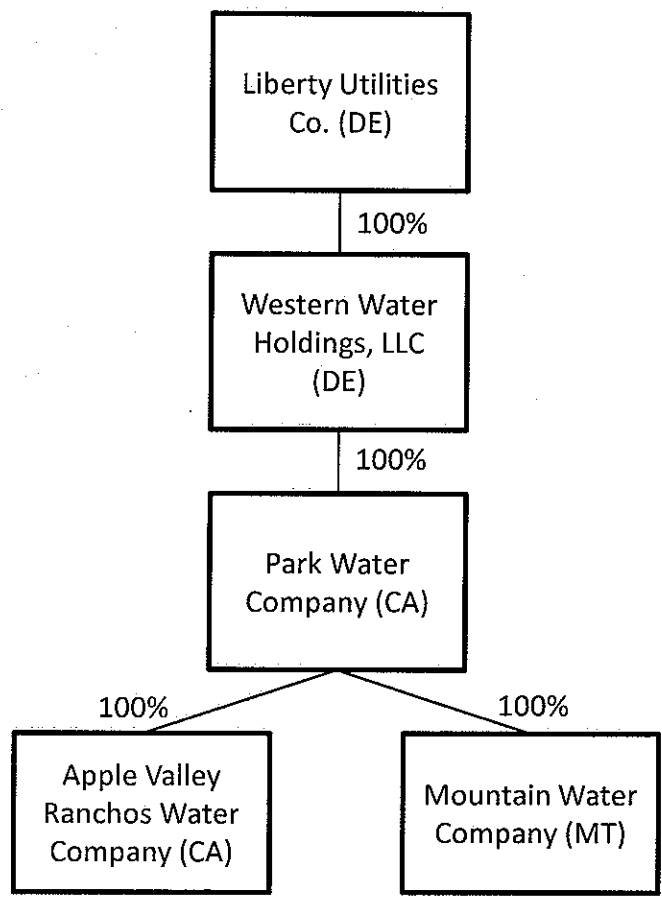 Liberty Utilities
Co. (DE)
100%
Western Water
Holdings, LLC
(DE)
100%
Park Water
Company (CA)
100%
100%
Apple Valley
Ranchos Water
Company (CA)
Mountain Water
Company (MT)